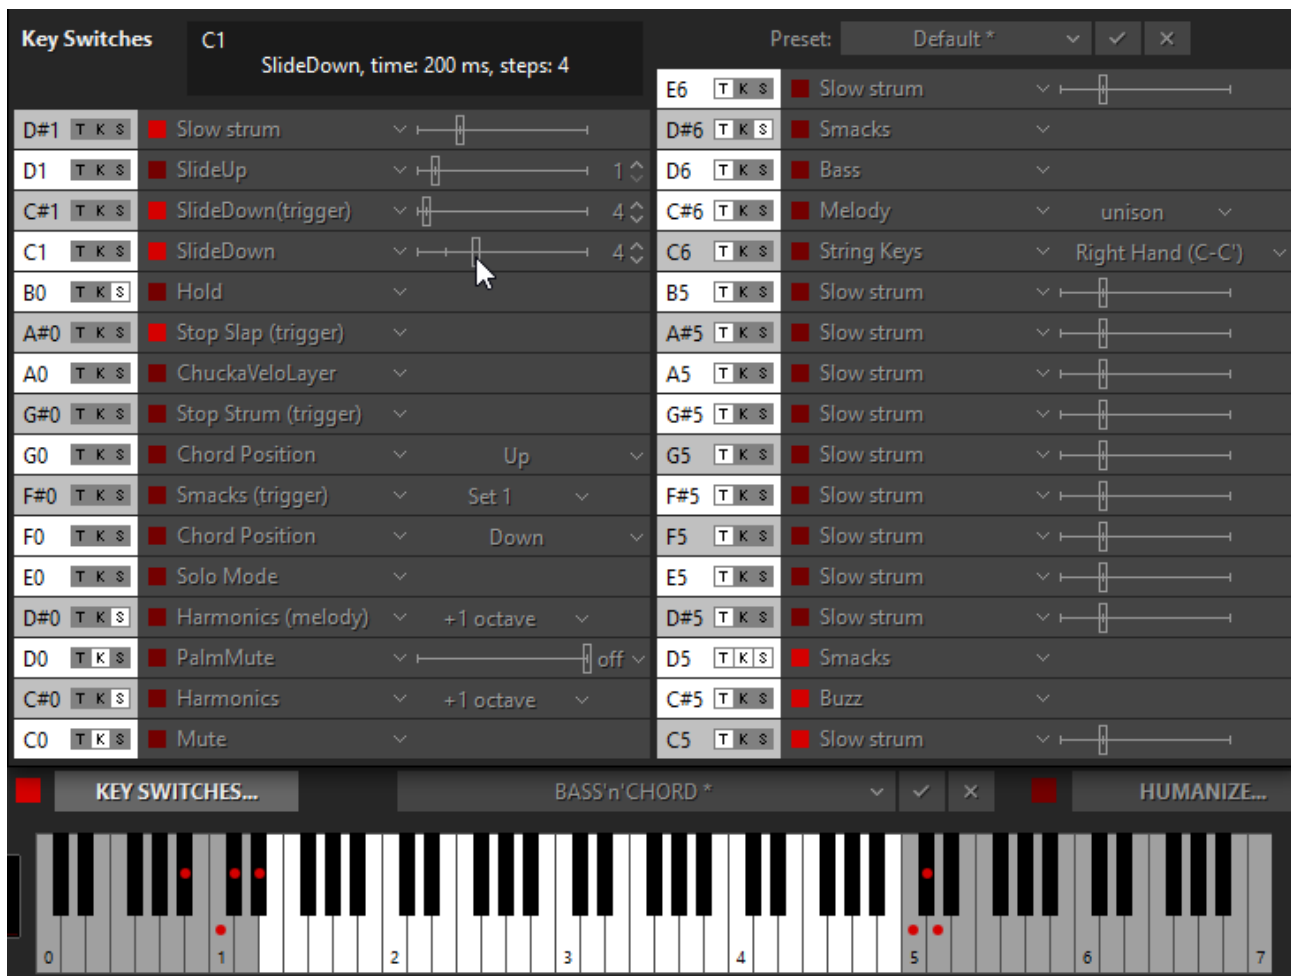 Key Switches
C1
SlideDown, time: 200 ms, steps: 4
Preset: Default *
D#1 T K S Slow strum
D1 T K S SlideUp 1
C#1 T K S SlideDown(trigger) 4
C1 T K S SlideDown 4
B0 T K S Hold
A#0 T K S Stop Slap (trigger)
A0 T K S ChuckaVeloLayer
G#0 T K S Stop Strum (trigger)
G0 T K S Chord Position Up
F#0 T K S Smacks (trigger) Set 1
F0 T K S Chord Position Down
E0 T K S Solo Mode
D#0 T K S Harmonics (melody) +1 octave
D0 T K S PalmMute off
C#0 T K S Harmonics +1 octave
C0 T K S Mute
E6 T K S Slow strum
D#6 T K S Smacks
D6 T K S Bass
C#6 T K S Melody unison
C6 T K S String Keys Right Hand (C-C')
B5 T K S Slow strum
A#5 T K S Slow strum
A5 T K S Slow strum
G#5 T K S Slow strum
G5 T K S Slow strum
F#5 T K S Slow strum
F5 T K S Slow strum
E5 T K S Slow strum
D#5 T K S Slow strum
D5 T K S Smacks
C#5 T K S Buzz
C5 T K S Slow strum
KEY SWITCHES... BASS'n'CHORD * HUMANIZE...
0 1 2 3 4 5 6 7